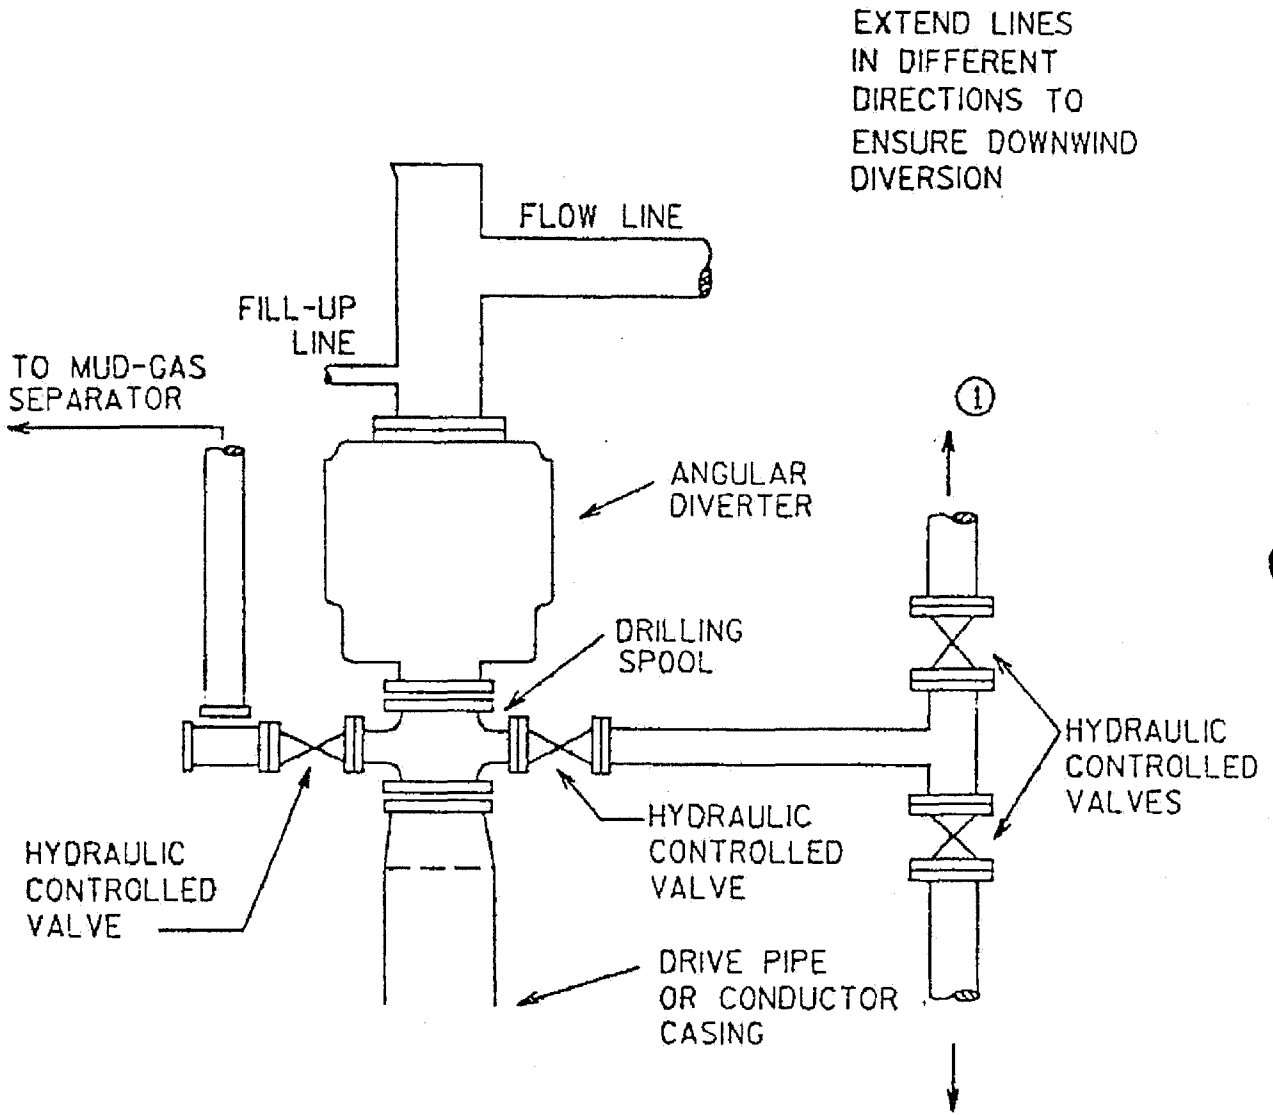 EXTEND LINES
IN DIFFERENT
DIRECTIONS TO
ENSURE DOWNWIND
DIVERSION
FLOW LINE
FILL-UP
LINE
TO MUD-GAS
SEPARATOR
1
ANGULAR
DIVERTER
DRILLING
SPOOL
HYDRAULIC
CONTROLLED
VALVES
HYDRAULIC
CONTROLLED
VALVE
HYDRAULIC
CONTROLLED
VALVE
DRIVE PIPE
OR CONDUCTOR
CASING